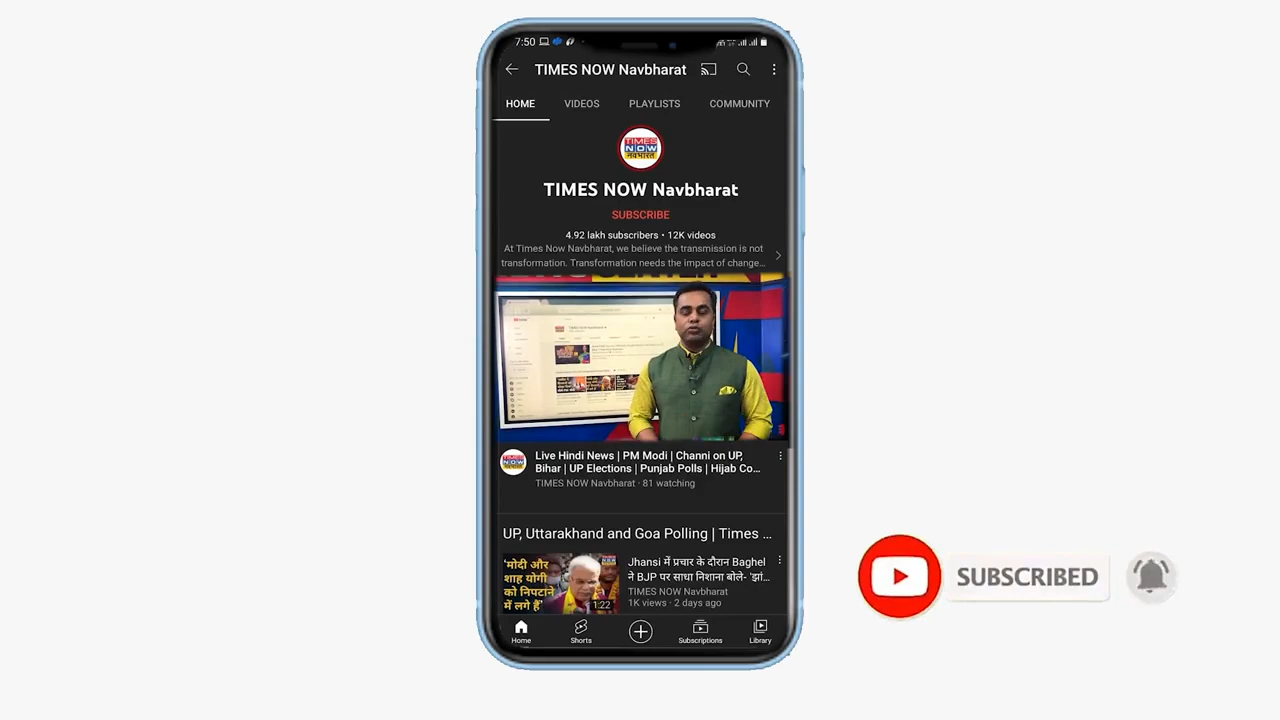 7:50
TIMES NOW Navbharat
HOME VIDEOS PLAYLISTS COMMUNITY
TIMES
NOW
नवभारत
TIMES NOW Navbharat
SUBSCRIBE
4.92 lakh subscribers • 12K videos
At Times Now Navbharat, we believe the transmission is not
transformation. Transformation needs the impact of change...
Live Hindi News | PM Modi | Channi on UP,
Bihar | UP Elections | Punjab Polls | Hijab Co...
TIMES NOW Navbharat · 81 watching
UP, Uttarakhand and Goa Polling | Times ...
'मोदी और
शाह योगी
को निपटाने
में लगे हैं'
1:22
Jhansi में प्रचार के दौरान Baghel
ने BJP पर साधा निशाना बोले- 'झां...
TIMES NOW Navbharat
1K views · 2 days ago
Home Shorts Subscriptions Library
SUBSCRIBED